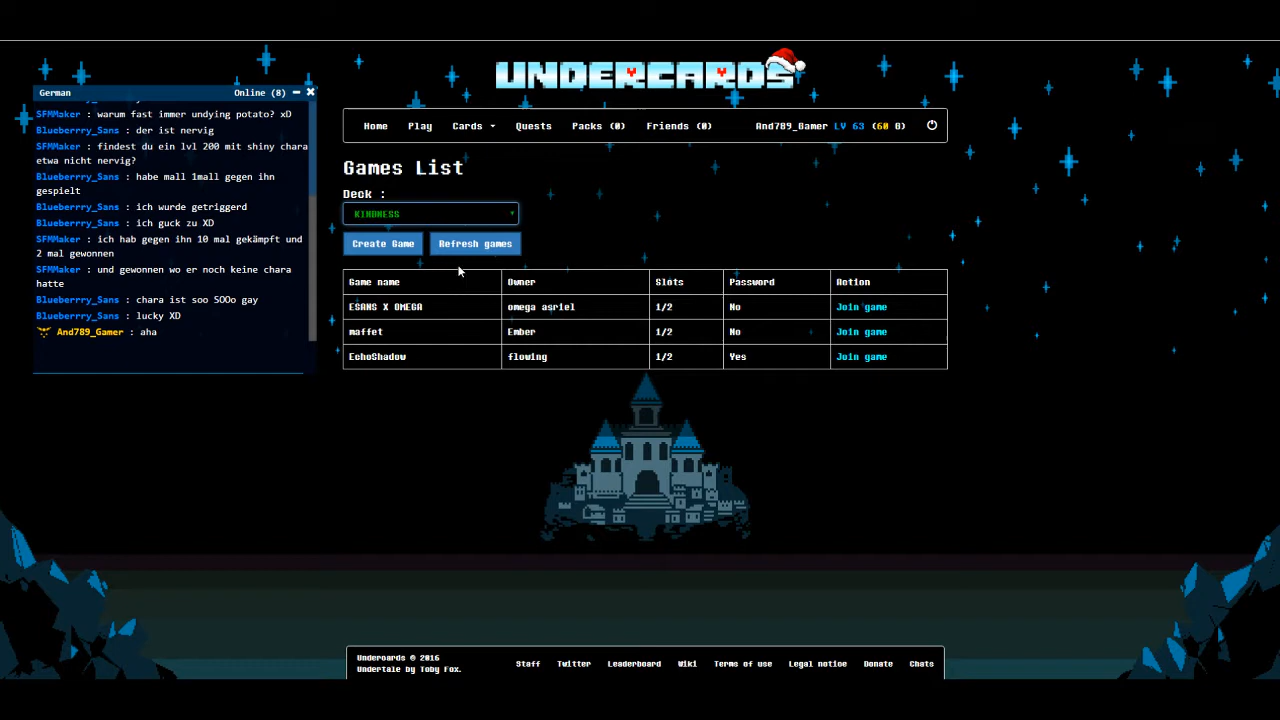 UNDERCARDS
German Online (8)
SFMMaker : warum fast immer undying potato? xD
Blueberrry_Sans : der ist nervig
SFMMaker : findest du ein lvl 200 mit shiny chara
etwa nicht nervig?
Blueberrry_Sans : habe mall 1mall gegen ihn
gespielt
Blueberrry_Sans : ich wurde getriggerd
Blueberrry_Sans : ich guck zu XD
SFMMaker : ich hab gegen ihn 10 mal gekämpft und
2 mal gewonnen
SFMMaker : und gewonnen wo er noch keine chara
hatte
Blueberrry_Sans : chara ist soo SOOo gay
Blueberrry_Sans : lucky XD
And789_Gamer : aha
Home Play Cards Quests Packs (0) Friends (0) And789_Gamer LV 63 (60 G)
Games List
Deck :
KINDNESS
Create Game Refresh games
Game name Owner Slots Password Action
ESANS X OMEGA omega asriel 1/2 No Join game
maffet Ember 1/2 No Join game
EchoShadow flowing 1/2 Yes Join game
Undercards © 2016
Undertale by Toby Fox.
Staff Twitter Leaderboard Wiki Terms of use Legal notice Donate Chats